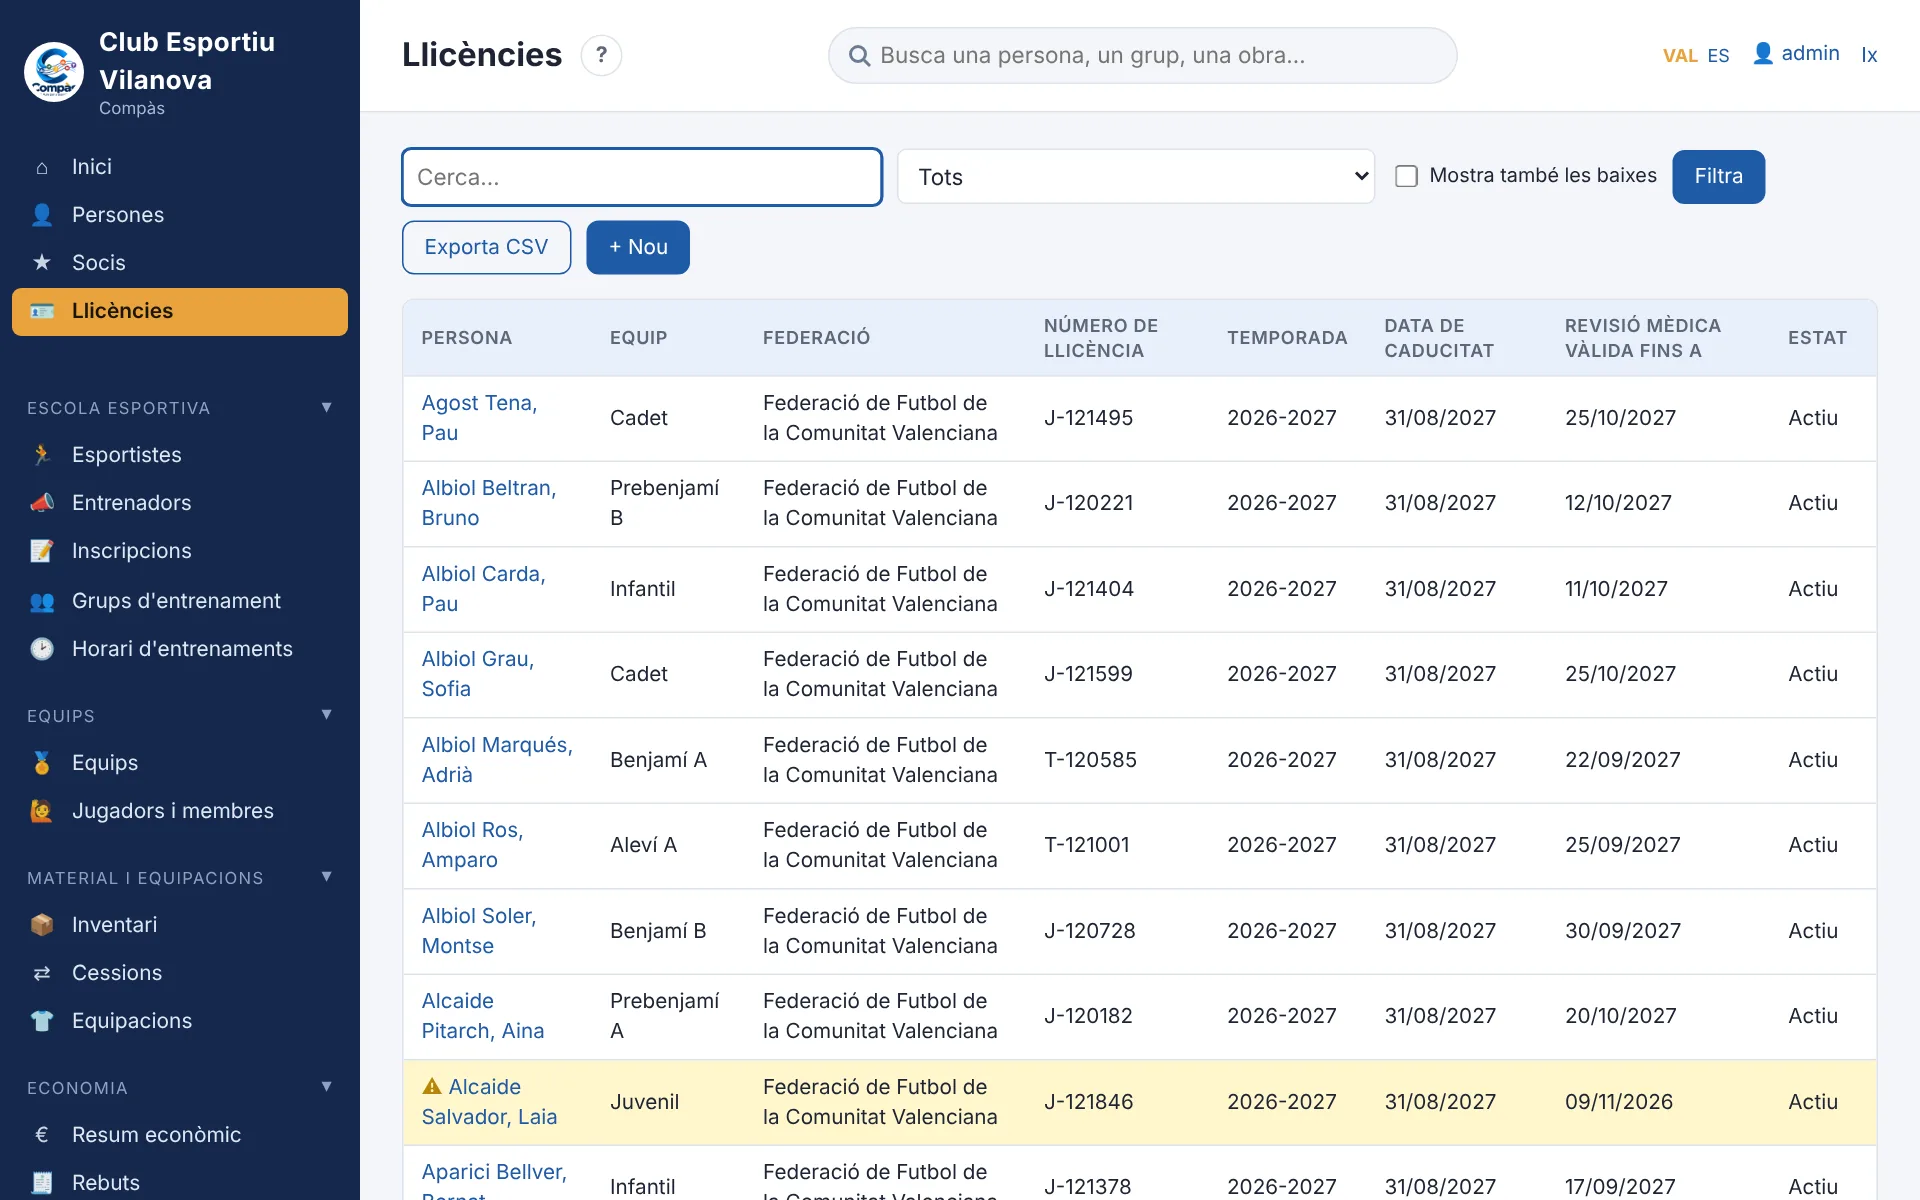 Club Esportiu
Vilanova
Compàs
Compàs
Inici
Persones
Socis
Llicències
ESCOLA ESPORTIVA
Esportistes
Entrenadors
Inscripcions
Grups d'entrenament
Horari d'entrenaments
EQUIPS
Equips
Jugadors i membres
MATERIAL I EQUIPACIONS
Inventari
Cessions
Equipacions
ECONOMIA
€ Resum econòmic
Rebuts
Llicències ?
Busca una persona, un grup, una obra...
VAL ES admin Ix
Cerca...
Tots
Mostra també les baixes
Filtra
Exporta CSV
+ Nou
PERSONA
EQUIP
FEDERACIÓ
NÚMERO DE
LLICÈNCIA
TEMPORADA
DATA DE
CADUCITAT
REVISIÓ MÈDICA
VÀLIDA FINS A
ESTAT
Agost Tena,
Pau
Cadet
Federació de Futbol de
la Comunitat Valenciana
J-121495
2026-2027
31/08/2027
25/10/2027
Actiu
Albiol Beltran,
Bruno
Prebenjamí
B
Federació de Futbol de
la Comunitat Valenciana
J-120221
2026-2027
31/08/2027
12/10/2027
Actiu
Albiol Carda,
Pau
Infantil
Federació de Futbol de
la Comunitat Valenciana
J-121404
2026-2027
31/08/2027
11/10/2027
Actiu
Albiol Grau,
Sofia
Cadet
Federació de Futbol de
la Comunitat Valenciana
J-121599
2026-2027
31/08/2027
25/10/2027
Actiu
Albiol Marqués,
Adrià
Benjamí A
Federació de Futbol de
la Comunitat Valenciana
T-120585
2026-2027
31/08/2027
22/09/2027
Actiu
Albiol Ros,
Amparo
Aleví A
Federació de Futbol de
la Comunitat Valenciana
T-121001
2026-2027
31/08/2027
25/09/2027
Actiu
Albiol Soler,
Montse
Benjamí B
Federació de Futbol de
la Comunitat Valenciana
J-120728
2026-2027
31/08/2027
30/09/2027
Actiu
Alcaide
Pitarch, Aina
Prebenjamí
A
Federació de Futbol de
la Comunitat Valenciana
J-120182
2026-2027
31/08/2027
20/10/2027
Actiu
Alcaide
Salvador, Laia
Juvenil
Federació de Futbol de
la Comunitat Valenciana
J-121846
2026-2027
31/08/2027
09/11/2026
Actiu
Aparici Bellver,
Bernat
Infantil
Federació de Futbol de
la Comunitat Valenciana
J-121378
2026-2027
31/08/2027
17/09/2027
Actiu